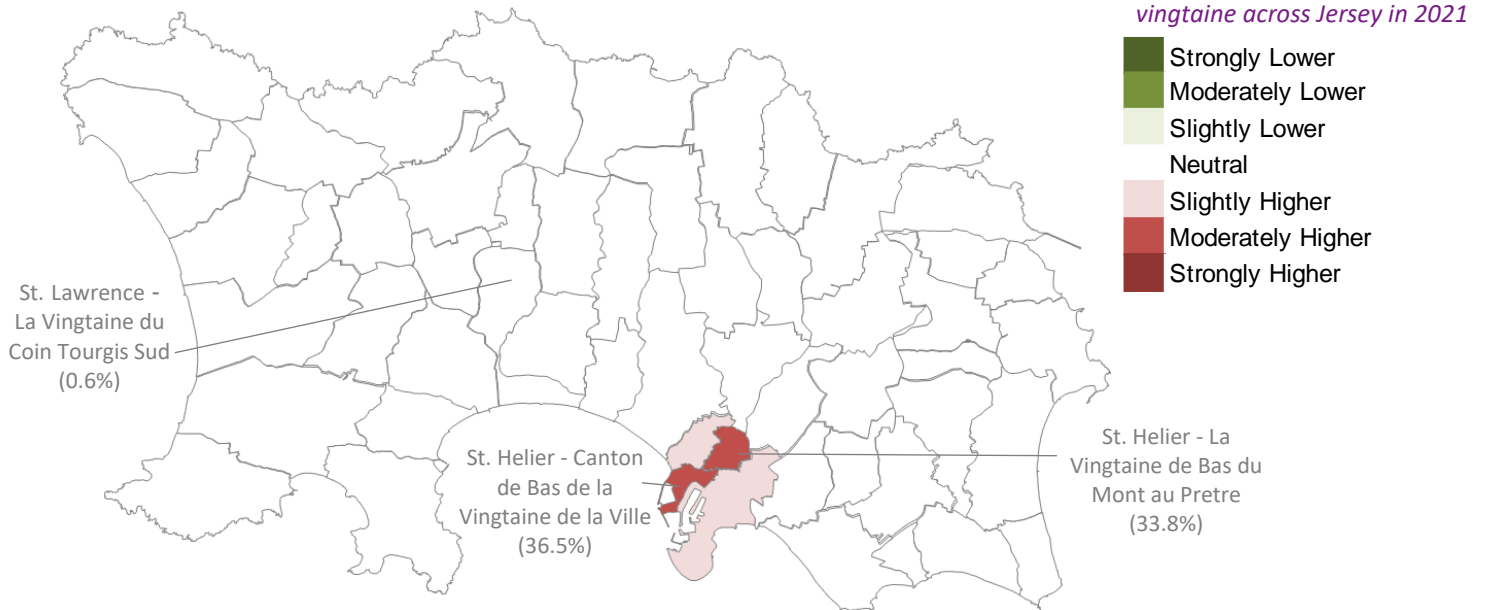 vingtaine across Jersey in 2021
Strongly Lower
Moderately Lower
Slightly Lower
Neutral
Slightly Higher
Moderately Higher
Strongly Higher
St. Lawrence -
La Vingtaine du
Coin Tourgis Sud
(0.6%)
St. Helier - Canton
de Bas de la
Vingtaine de la Ville
(36.5%)
St. Helier - La
Vingtaine de Bas du
Mont au Pretre
(33.8%)